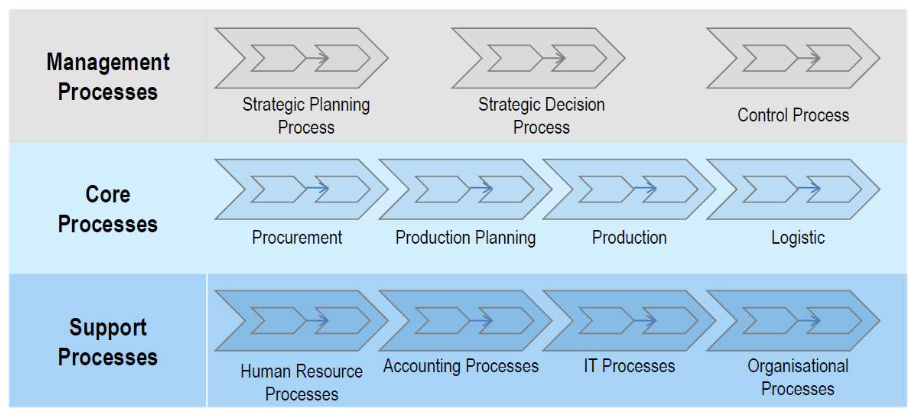 Management
Processes
Strategic Planning
Process
Strategic Decision
Process
Control Process
Core
Processes
Procurement
Production Planning
Production
Logistic
Support
Processes
Human Resource
Processes
Accounting Processes
IT Processes
Organisational
Processes